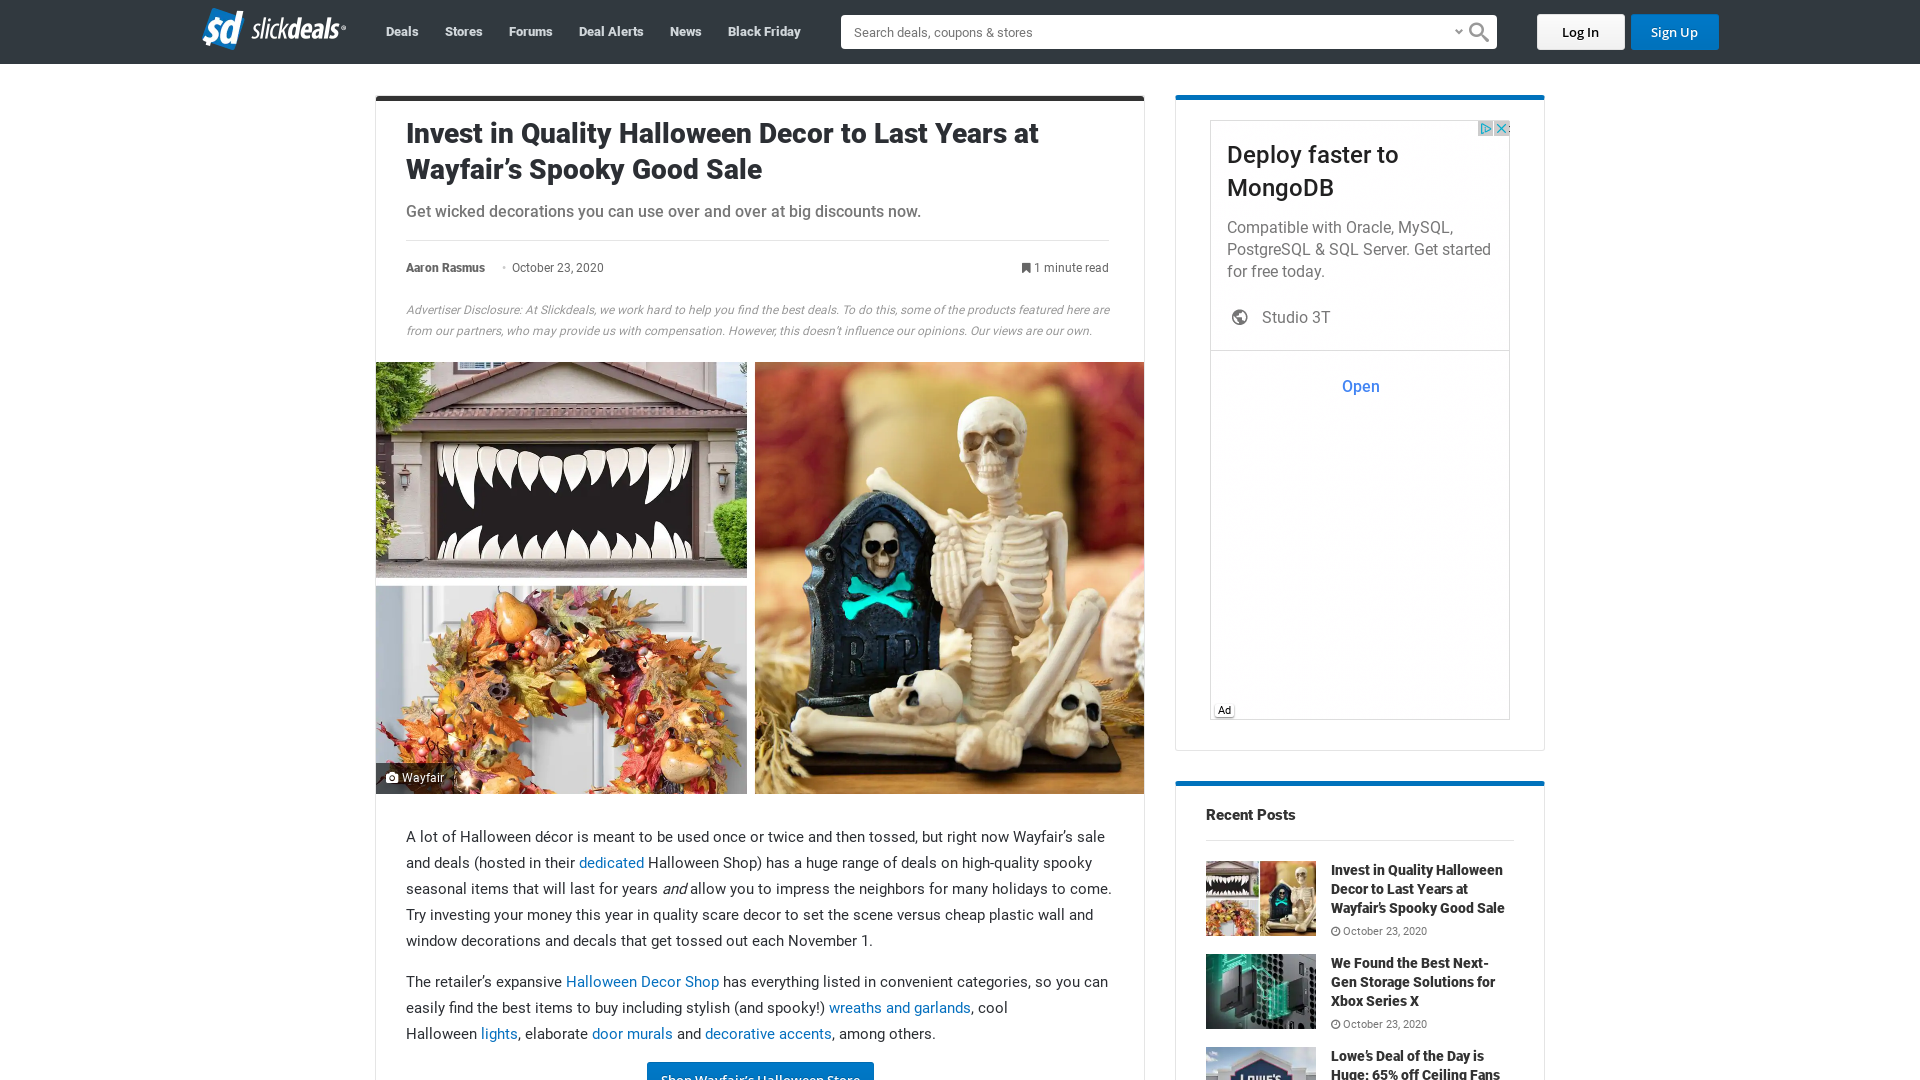 $d slickdeals®
Deals Stores Forums Deal Alerts News Black Friday
Search deals, coupons & stores
Log In Sign Up
Invest in Quality Halloween Decor to Last Years at
Wayfair’s Spooky Good Sale
Get wicked decorations you can use over and over at big discounts now.
Aaron Rasmus • October 23, 2020
1 minute read
Advertiser Disclosure: At Slickdeals, we work hard to help you find the best deals. To do this, some of the products featured here are
from our partners, who may provide us with compensation. However, this doesn’t influence our opinions. Our views are our own.
RIP
Wayfair
A lot of Halloween décor is meant to be used once or twice and then tossed, but right now Wayfair’s sale
and deals (hosted in their dedicated Halloween Shop) has a huge range of deals on high-quality spooky
seasonal items that will last for years and allow you to impress the neighbors for many holidays to come.
Try investing your money this year in quality scare decor to set the scene versus cheap plastic wall and
window decorations and decals that get tossed out each November 1.
The retailer’s expansive Halloween Decor Shop has everything listed in convenient categories, so you can
easily find the best items to buy including stylish (and spooky!) wreaths and garlands, cool
Halloween lights, elaborate door murals and decorative accents, among others.
Shop Wayfair’s Halloween Store
Deploy faster to
MongoDB
Compatible with Oracle, MySQL,
PostgreSQL & SQL Server. Get started
for free today.
Studio 3T
Open
Ad
Recent Posts
Invest in Quality Halloween
Decor to Last Years at
Wayfair’s Spooky Good Sale
October 23, 2020
We Found the Best Next-
Gen Storage Solutions for
Xbox Series X
October 23, 2020
LOWE'S
Lowe’s Deal of the Day is
Huge: 65% off Ceiling Fans